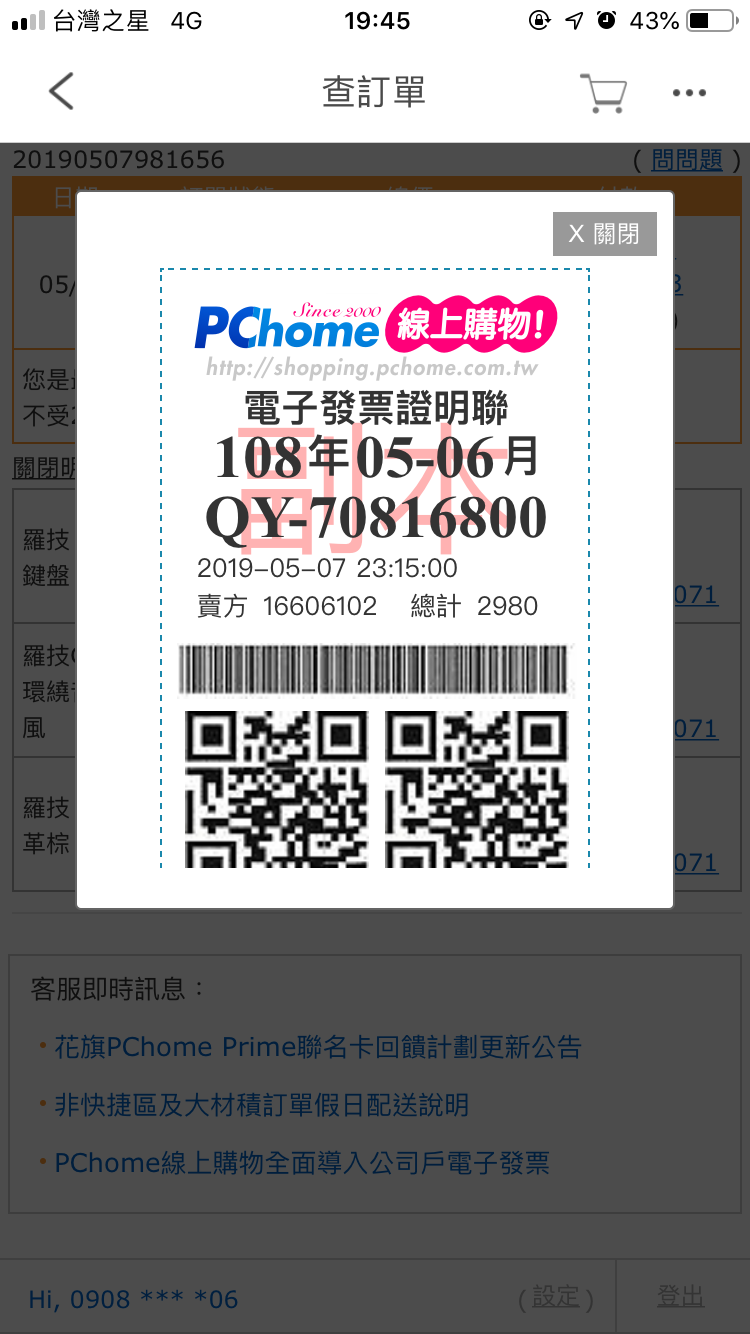 台灣之星 4G 19:45 43%
查訂單
20190507981656 ( 問問題 )
X 關閉
05/
PChome Since 2000 線上購物!
http://shopping.pchome.com.tw
電子發票證明聯
副本
108年05-06月
QY-70816800
2019-05-07 23:15:00
賣方 16606102 總計 2980
您是
不受
關閉明
羅技
鍵盤
071
羅技
環繞
風
071
羅技
革棕
071
客服即時訊息：
•花旗PChome Prime聯名卡回饋計劃更新公告
•非快捷區及大材積訂單假日配送說明
•PChome線上購物全面導入公司戶電子發票
Hi, 0908 *** *06 (設定) 登出